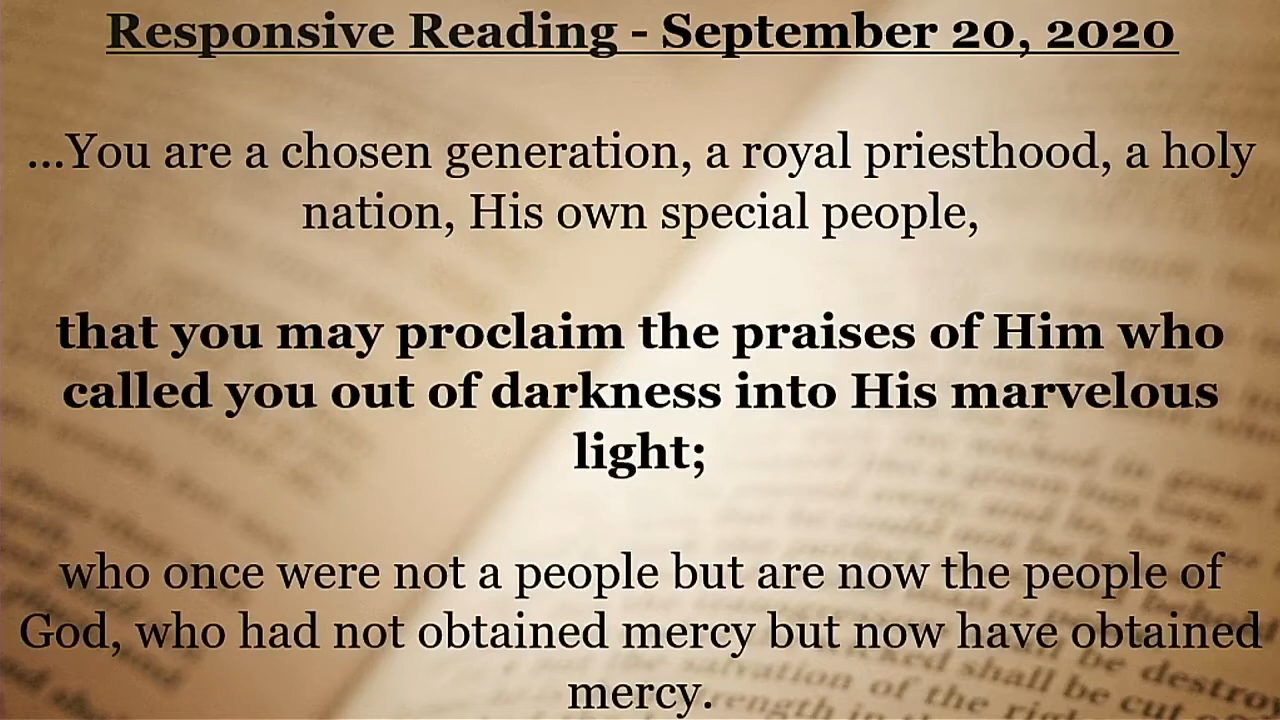 Responsive Reading - September 20, 2020
...You are a chosen generation, a royal priesthood, a holy
nation, His own special people,
that you may proclaim the praises of Him who
called you out of darkness into His marvelous
light;
who once were not a people but are now the people of
God, who had not obtained mercy but now have obtained
mercy.